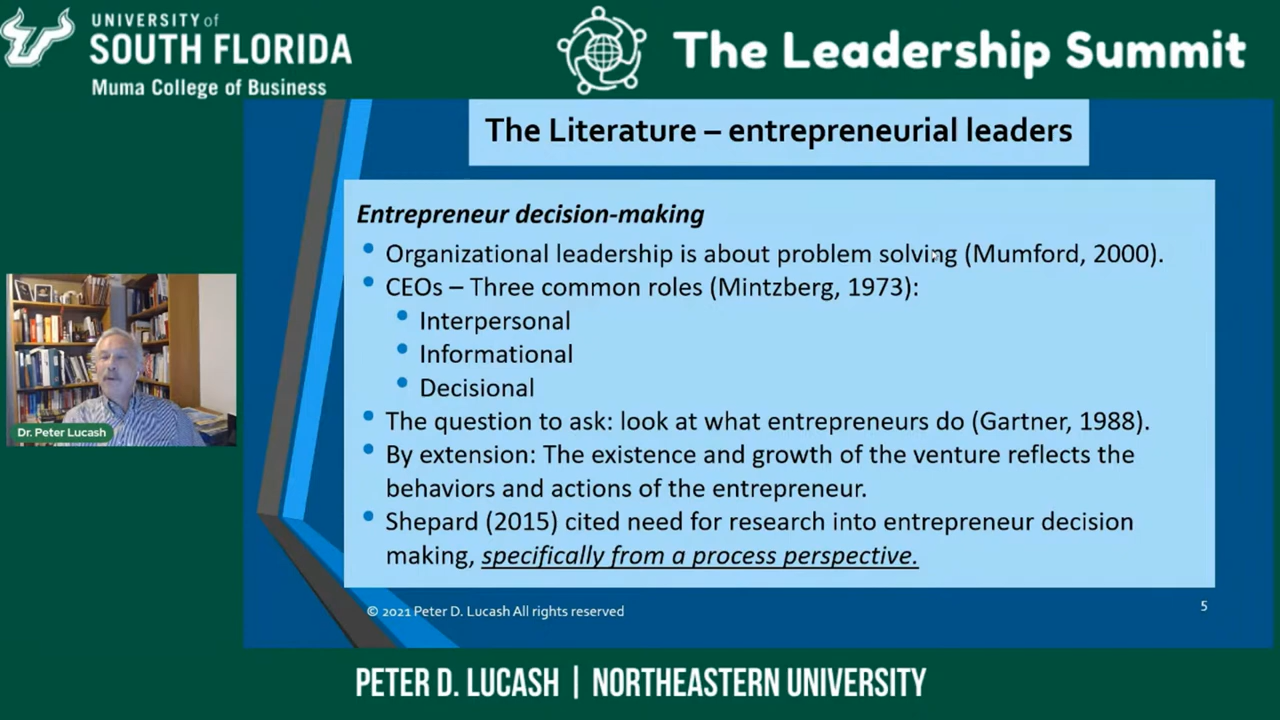 UNIVERSITY of
SOUTH FLORIDA
Muma College of Business
The Leadership Summit
The Literature – entrepreneurial leaders
Entrepreneur decision-making
• Organizational leadership is about problem solving (Mumford, 2000).
• CEOs – Three common roles (Mintzberg, 1973):
• Interpersonal
• Informational
• Decisional
• The question to ask: look at what entrepreneurs do (Gartner, 1988).
• By extension: The existence and growth of the venture reflects the
behaviors and actions of the entrepreneur.
• Shepard (2015) cited need for research into entrepreneur decision
making, specifically from a process perspective.
Dr. Peter Lucash
© 2021 Peter D. Lucash All rights reserved
5
PETER D. LUCASH | NORTHEASTERN UNIVERSITY